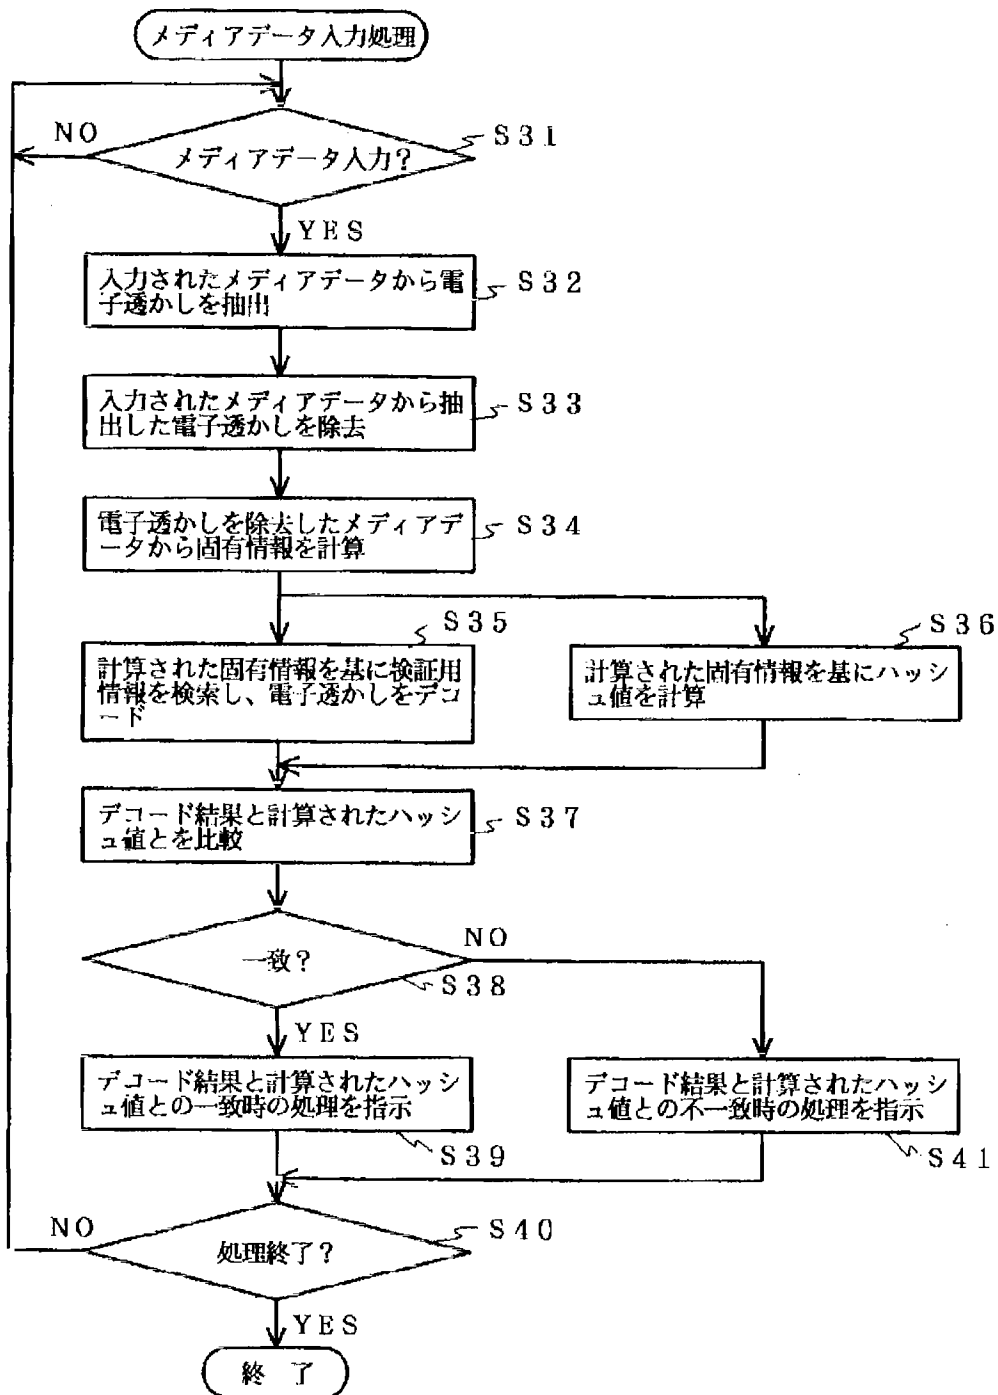 メディアデータ入力処理
NO
S31
メディアデータ入力？
YES
入力されたメディアデータから電
子透かしを抽出
S32
入力されたメディアデータから抽
出した電子透かしを除去
S33
電子透かしを除去したメディアデ
ータから固有情報を計算
S34
S35
計算された固有情報を基に検証用
情報を検索し、電子透かしをデコ
ード
S36
計算された固有情報を基にハッシ
ュ値を計算
デコード結果と計算されたハッシ
ュ値とを比較
S37
一致？
NO
S38
YES
デコード結果と計算されたハッシ
ュ値との一致時の処理を指示
S39
デコード結果と計算されたハッシ
ュ値との不一致時の処理を指示
S41
NO
処理終了？
S40
YES
終 了